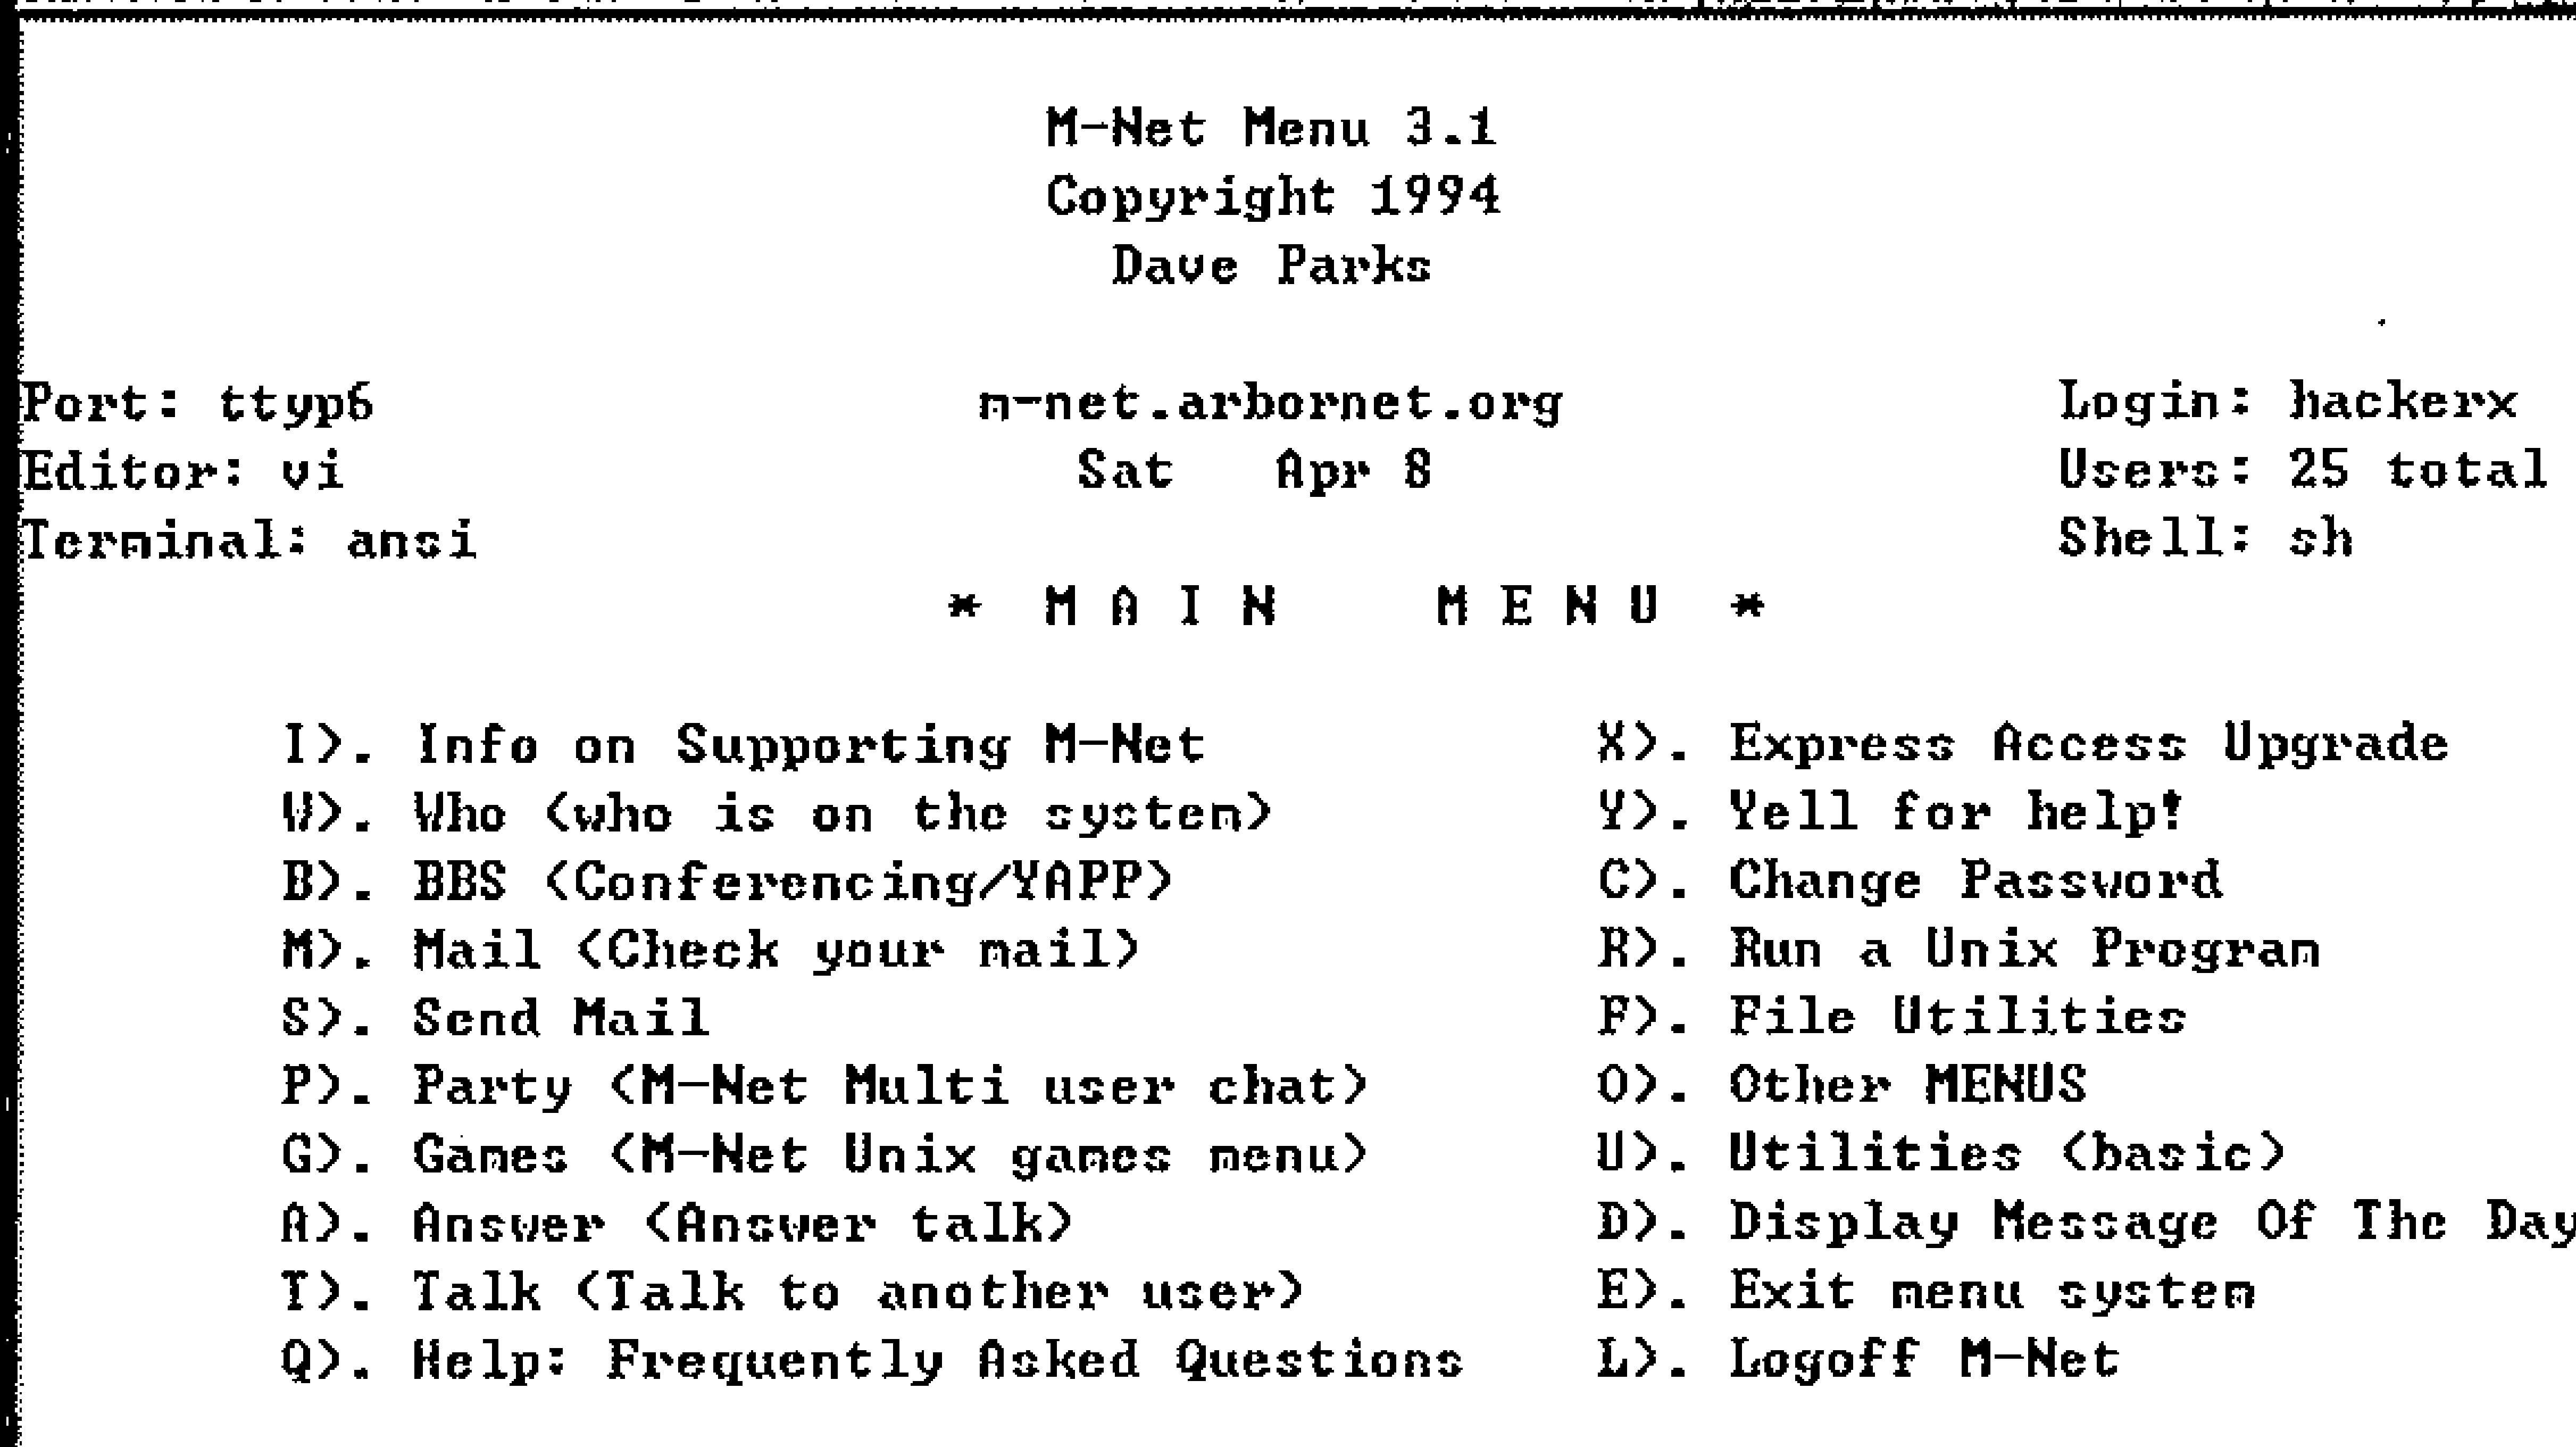 M-Net Menu 3.1
Copyright 1994
Dave Parks
Port: ttyp6 m-net.arbornet.org Login: hackerx
Editor: vi Sat Apr 8 Users: 25 total
Terminal: ansi Shell: sh
* M A I N M E N U *
I>. Info on Supporting M-Net X>. Express Access Upgrade
W>. Who (who is on the system) Y>. Yell for help!
B>. BBS (Conferencing/YAPP) C>. Change Password
M>. Mail (Check your mail) R>. Run a Unix Program
S>. Send Mail F>. File Utilities
P>. Party (M-Net Multi user chat) O>. Other MENUS
G>. Games (M-Net Unix games menu) U>. Utilities (basic)
A>. Answer (Answer talk) D>. Display Message Of The Day
T>. Talk (Talk to another user) E>. Exit menu system
Q>. Help: Frequently Asked Questions L>. Logoff M-Net